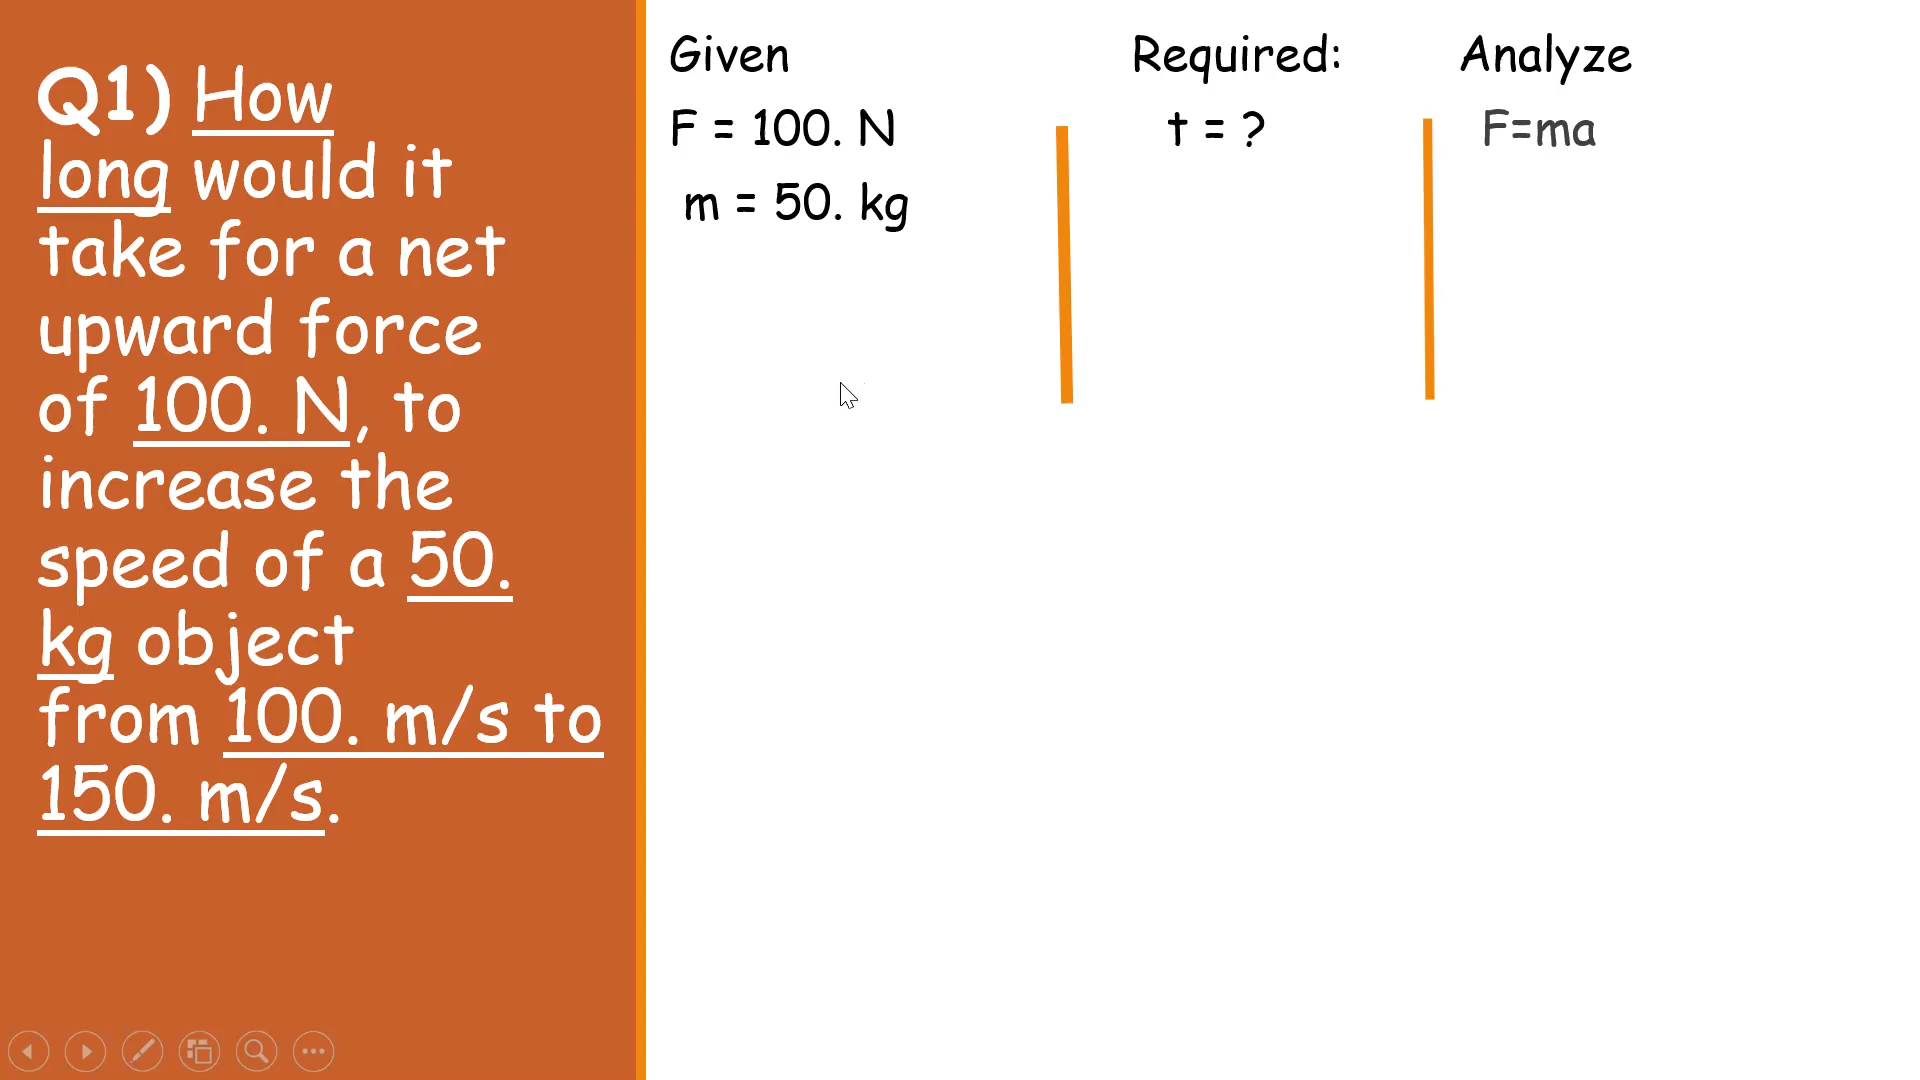 Q1) How
long would it
take for a net
upward force
of 100. N, to
increase the
speed of a 50.
kg object
from 100. m/s to
150. m/s.
Given
F = 100. N
m = 50. kg
Required:
t = ?
Analyze
F=ma